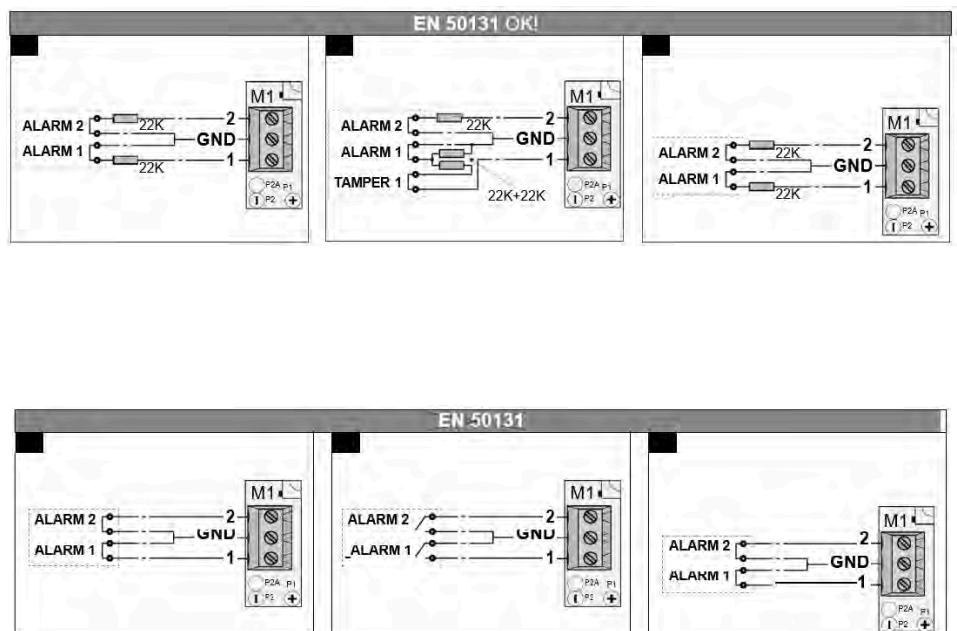 EN 50131 OK!
M1
ALARM 2
22K
2
GND
ALARM 1
22K
1
P2A P1
P2
M1
ALARM 2
22K
2
GND
ALARM 1
1
TAMPER 1
22K+22K
P2A P1
P2
M1
ALARM 2
22K
2
GND
ALARM 1
22K
1
P2A P1
P2
EN 50131
M1
ALARM 2
2
GND
ALARM 1
1
P2A P1
P2
M1
ALARM 2
2
GND
ALARM 1
1
P2A P1
P2
M1
ALARM 2
2
GND
ALARM 1
1
P2A P1
P2